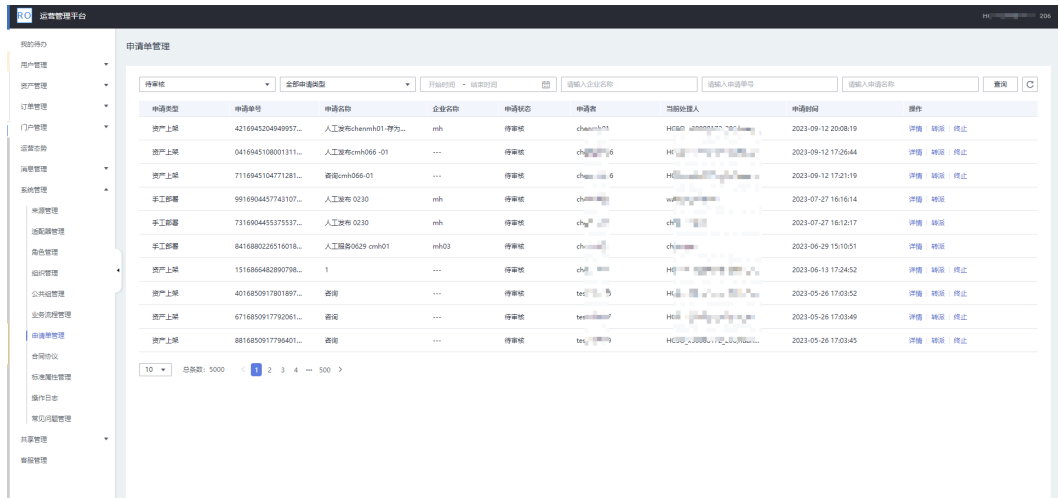 RO 运营管理平台 206
我的待办
用户管理
资产管理
订单管理
门户管理
运营态势
消息管理
系统管理
来源管理
适配器管理
角色管理
组织管理
公共组管理
业务流程管理
申请单管理
合同协议
标准属性管理
操作日志
常见问题管理
共享管理
客服管理
申请单管理
待审核 全部申请类型 开始时间 - 结束时间 请输入企业名称 请输入申请单号 请输入申请名称 查询
申请类型 申请单号 申请名称 企业名称 申请状态 申请者 当前处理人 申请时间 操作
资产上架 4216945204949957... 人工发布chenmh01-存为... mh 待审核 2023-09-12 20:08:19 详情 转派 终止
资产上架 0416945108001311... 人工发布cmh066 -01 --- 待审核 2023-09-12 17:26:44 详情 转派 终止
资产上架 7116945104771281... 咨询cmh066-01 --- 待审核 2023-09-12 17:21:19 详情 转派 终止
手工部署 9916904457743107... 人工发布 0230 mh 待审核 2023-07-27 16:16:14 详情 转派
手工部署 7316904455375537... 人工发布 0230 mh 待审核 2023-07-27 16:12:17 详情 转派
手工部署 8416880226516018... 人工服务0629 cmh01 mh03 待审核 2023-06-29 15:10:51 详情 转派
资产上架 1516866482890798... 1 --- 待审核 2023-06-13 17:24:52 详情 转派 终止
资产上架 4016850917801897... 咨询 --- 待审核 2023-05-26 17:03:52 详情 转派 终止
资产上架 6716850917792061... 咨询 --- 待审核 2023-05-26 17:03:49 详情 转派 终止
资产上架 8816850917796401... 咨询 --- 待审核 2023-05-26 17:03:45 详情 转派 终止
10 总条数: 5000 < 1 2 3 4 ... 500 >